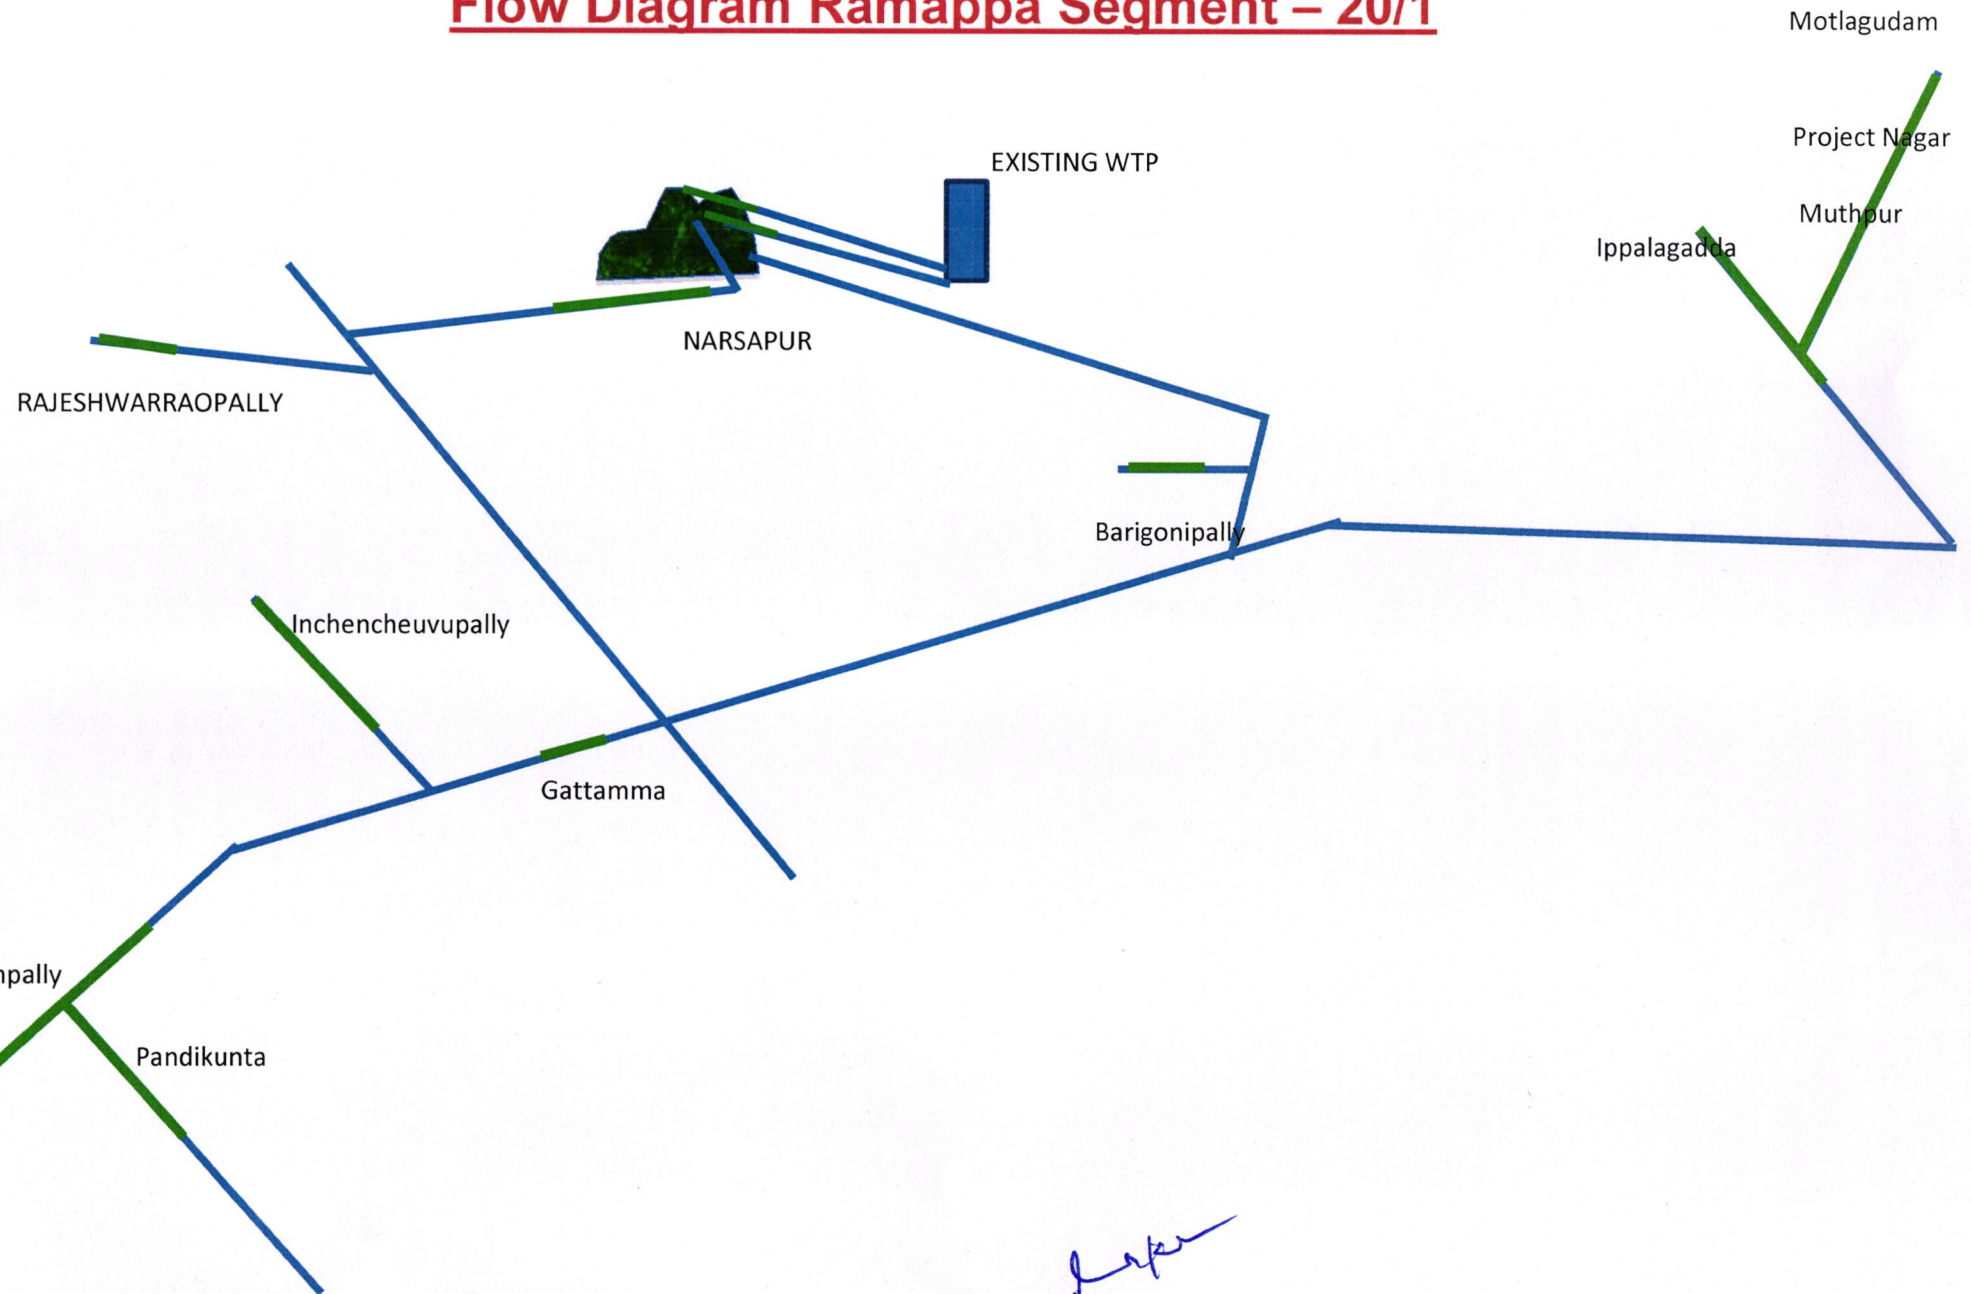 Flow Diagram Ramappa Segment – 20/1
Motlagudam
Project Nagar
EXISTING WTP
Muthpur
Ippalagadda
NARSAPUR
RAJESHWARRAOPALLY
Barigonipally
Inchencheuvupally
Gattamma
npally
Pandikunta